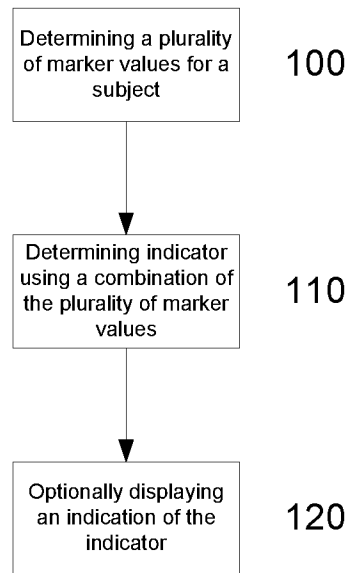 Determining a plurality
of marker values for a
subject
100
Determining indicator
using a combination of
the plurality of marker
values
110
Optionally displaying
an indication of the
indicator
120